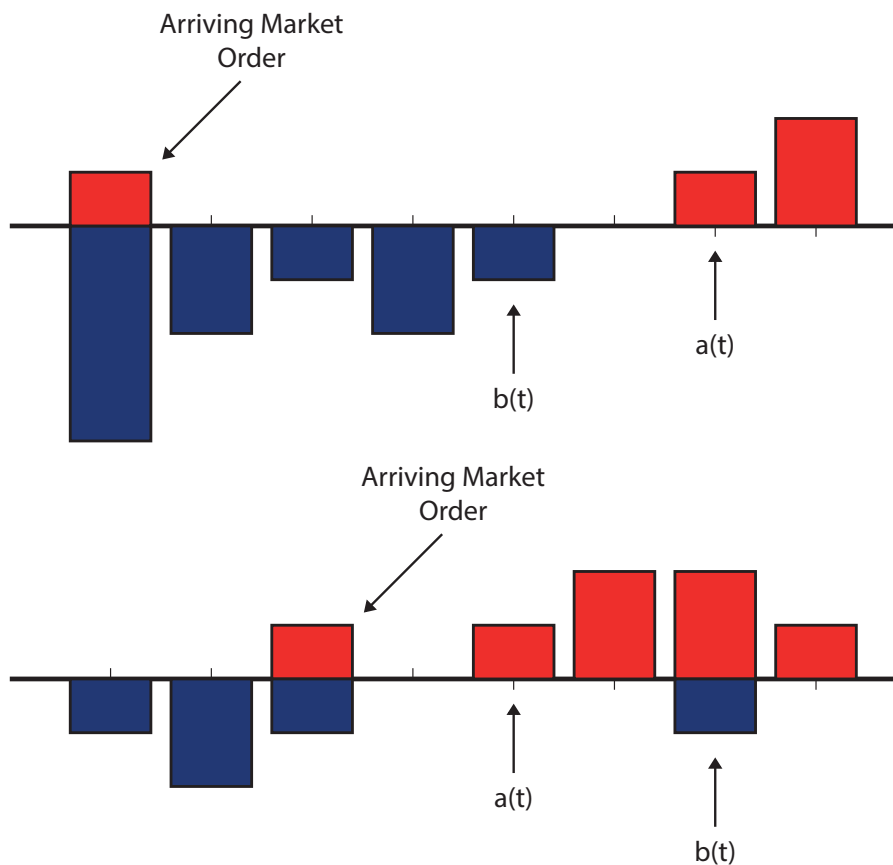 Arriving Market
Order
a(t)
b(t)
Arriving Market
Order
a(t)
b(t)